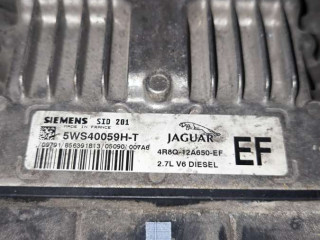 SIEMENS SID 201
MADE IN FRANCE
5WS40059H-T
JAGUAR
4R8Q-12A650-EF
2.7L V6 DIESEL
EF